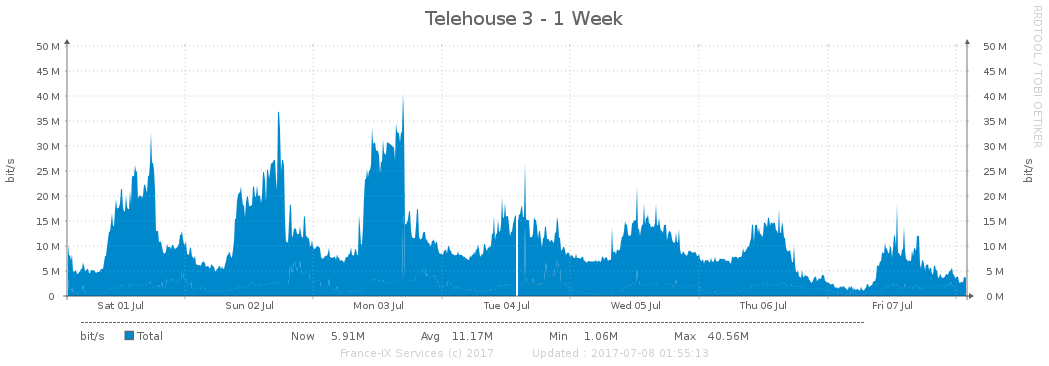 Telehouse 3 - 1 Week
RRDTOOL / TOBI OETIKER
bit/s
50 M 50 M
45 M 45 M
40 M 40 M
35 M 35 M
30 M 30 M
25 M 25 M
20 M 20 M
15 M 15 M
10 M 10 M
5 M 5 M
0 0 M
bit/s
Sat 01 Jul Sun 02 Jul Mon 03 Jul Tue 04 Jul Wed 05 Jul Thu 06 Jul Fri 07 Jul
bit/s Total Now 5.91M Avg 11.17M Min 1.06M Max 40.56M
France-IX Services (c) 2017 Updated : 2017-07-08 01:55:13